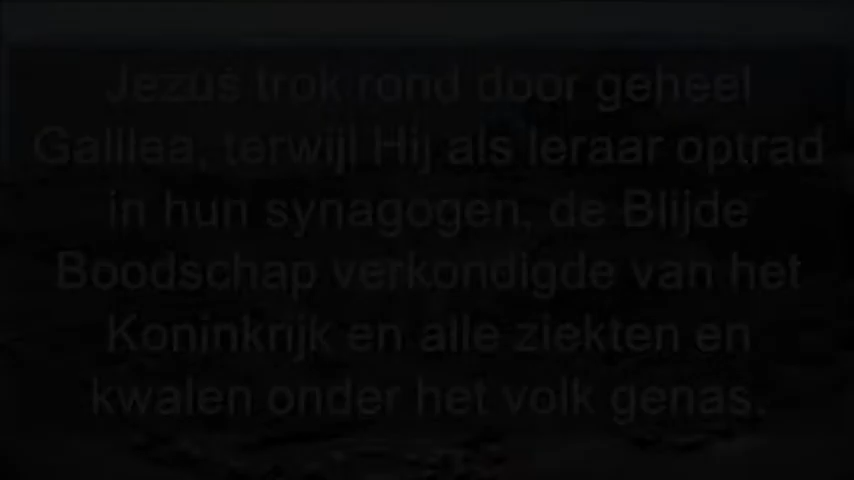 Jezus trok rond door geheel
Galilea, terwijl Hij als leraar optrad
in hun synagogen, de Blijde
Boodschap verkondigde van het
Koninkrijk en alle ziekten en
kwalen onder het volk genas.